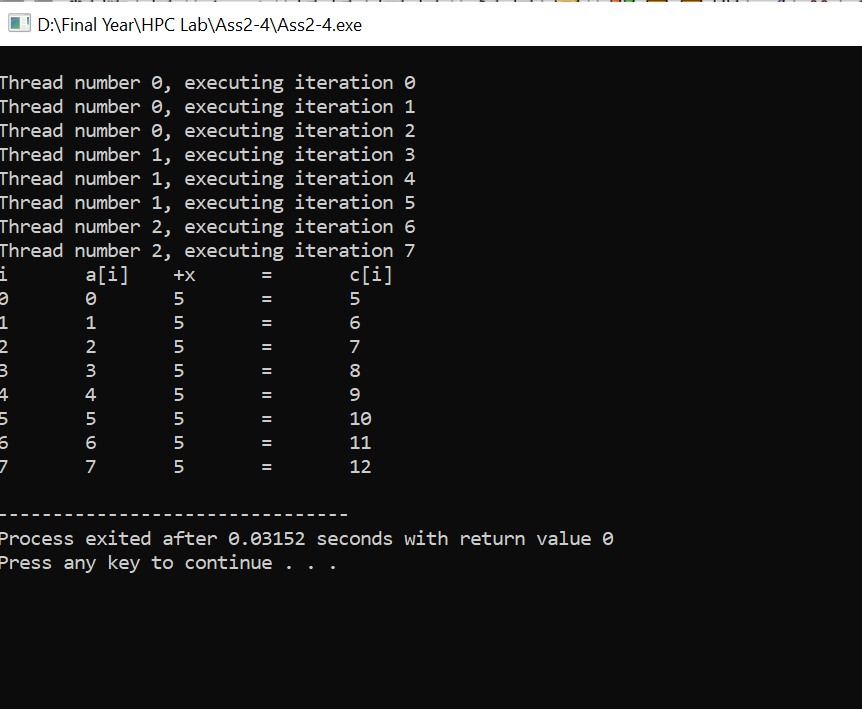 D:\Final Year\HPC Lab\Ass2-4\Ass2-4.exe
Thread number 0, executing iteration 0
Thread number 0, executing iteration 1
Thread number 0, executing iteration 2
Thread number 1, executing iteration 3
Thread number 1, executing iteration 4
Thread number 1, executing iteration 5
Thread number 2, executing iteration 6
Thread number 2, executing iteration 7
i a[i] +x = c[i]
0 0 5 = 5
1 1 5 = 6
2 2 5 = 7
3 3 5 = 8
4 4 5 = 9
5 5 5 = 10
6 6 5 = 11
7 7 5 = 12
--------------------------------
Process exited after 0.03152 seconds with return value 0
Press any key to continue . . .